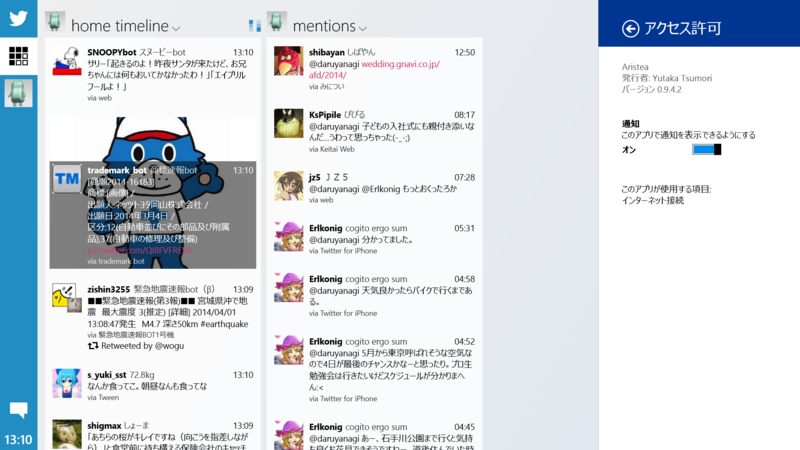 home timeline
SNOOPYbot スヌーピーbot 13:10
サリー「起きるのよ！昨夜サンタが来たけど、お兄
ちゃんには何もおいてかなかったわ！」「エイプリル
フールよ！」
via web
trademark_bot 商標速報bot 13:10
TM
[商願2014-16183]
商標:[画像] /
出願人:ネッツトヨタ岡山株式会社 /
出願日:2014年3月4日 /
区分:12(自動車並びにその部品及び附属
品),37(自動車の修理及び整備)
via trademark bot
zishin3255 緊急地震速報bot（β） 13:09
■■緊急地震速報(第3報)■■ 宮城県沖で地
震 最大震度 3(推定) [詳細] 2014/04/01
13:08:47発生 M4.7 深さ50km #earthquake
via 緊急地震速報BOT1号機
Retweeted by @wogu
s_yuki_sst 72.8kg 13:10
なんか食ってこ。朝昼なんも食ってな
via Tween
shigmax しょーま 13:09
「あちらの桜がキレイですね（向こうを指差しなが
ら）」と食堂前に待ち構える保険会社のキャッチ
13:10
mentions
shibayan しばやん 12:50
@daruyanagi wedding.gnavi.co.jp/
afd/2014/
via みについ
KsPipile ぴぴる 08:17
@daruyanagi 子どもの入社式にも親付き添いな
んだ…うわって思っちゃった(-_-;)
via Keitai Web
jz5 ＪＺ５ 07:28
@daruyanagi @Erlkonig もっとおくったろか
via web
Erlkonig cogito ergo sum 05:31
@daruyanagi 分かってました。
via Twitter for iPhone
Erlkonig cogito ergo sum 04:58
@daruyanagi 天気良かったらバイクで行くまであ
る。
via Twitter for iPhone
Erlkonig cogito ergo sum 04:52
@daruyanagi 5月から東京呼ばれそうな空気な
ので4日が最後のチャンスかなーと思ったり。プロ生
勉強会は行きたいけどスケジュールが分かりませ
ん:<
via Twitter for iPhone
Erlkonig cogito ergo sum 04:45
@daruyanagi あー、石手川公園まで行くと気持
ち良くお花見できそうですねー。道後住んでいた時
アクセス許可
Aristea
発行者: Yutaka Tsumori
バージョン 0.9.4.2
通知
このアプリで通知を表示できるようにする
オン
このアプリが使用する項目:
インターネット接続